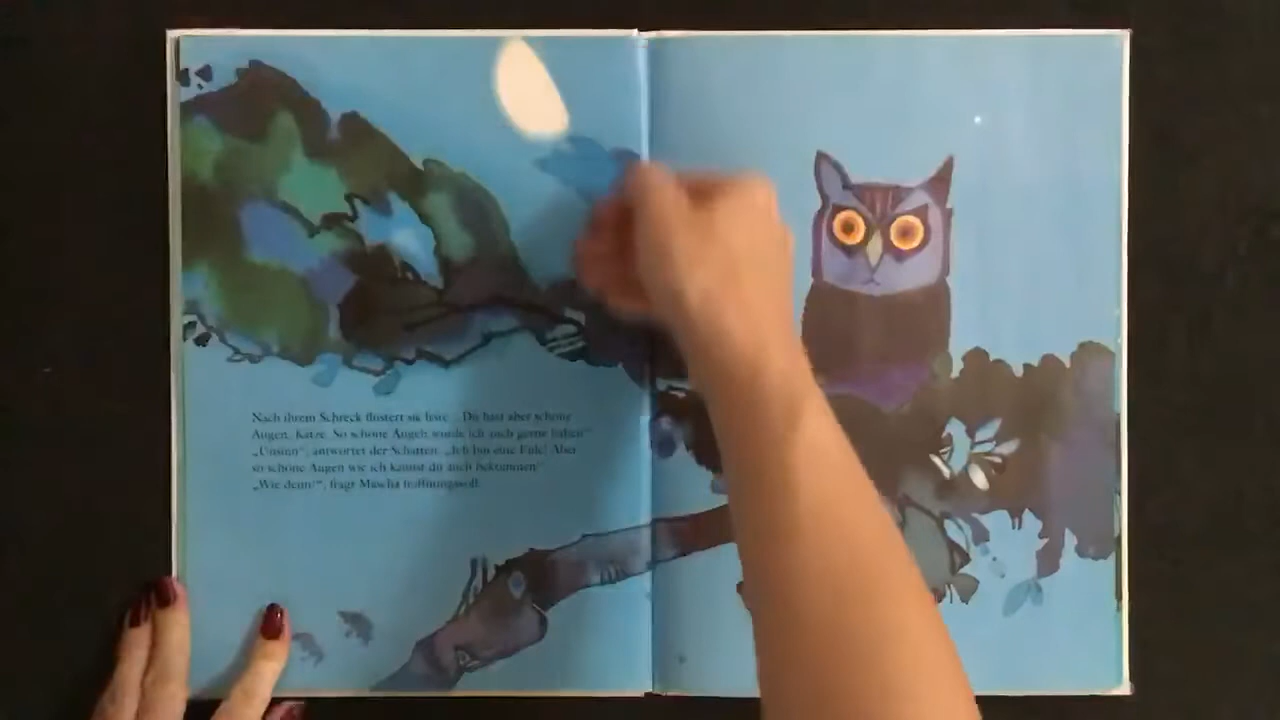 Nach ihrem Schreck flüstert sie leise: „Du hast aber schöne
Augen, Katze. So schöne Augen würde ich auch gerne haben!“
„Unsinn“, antwortet der Schatten. „Ich bin eine Eule! Aber
so schöne Augen wie ich kannst du auch bekommen!“
„Wie denn?“, fragt Mascha hoffnungsvoll.